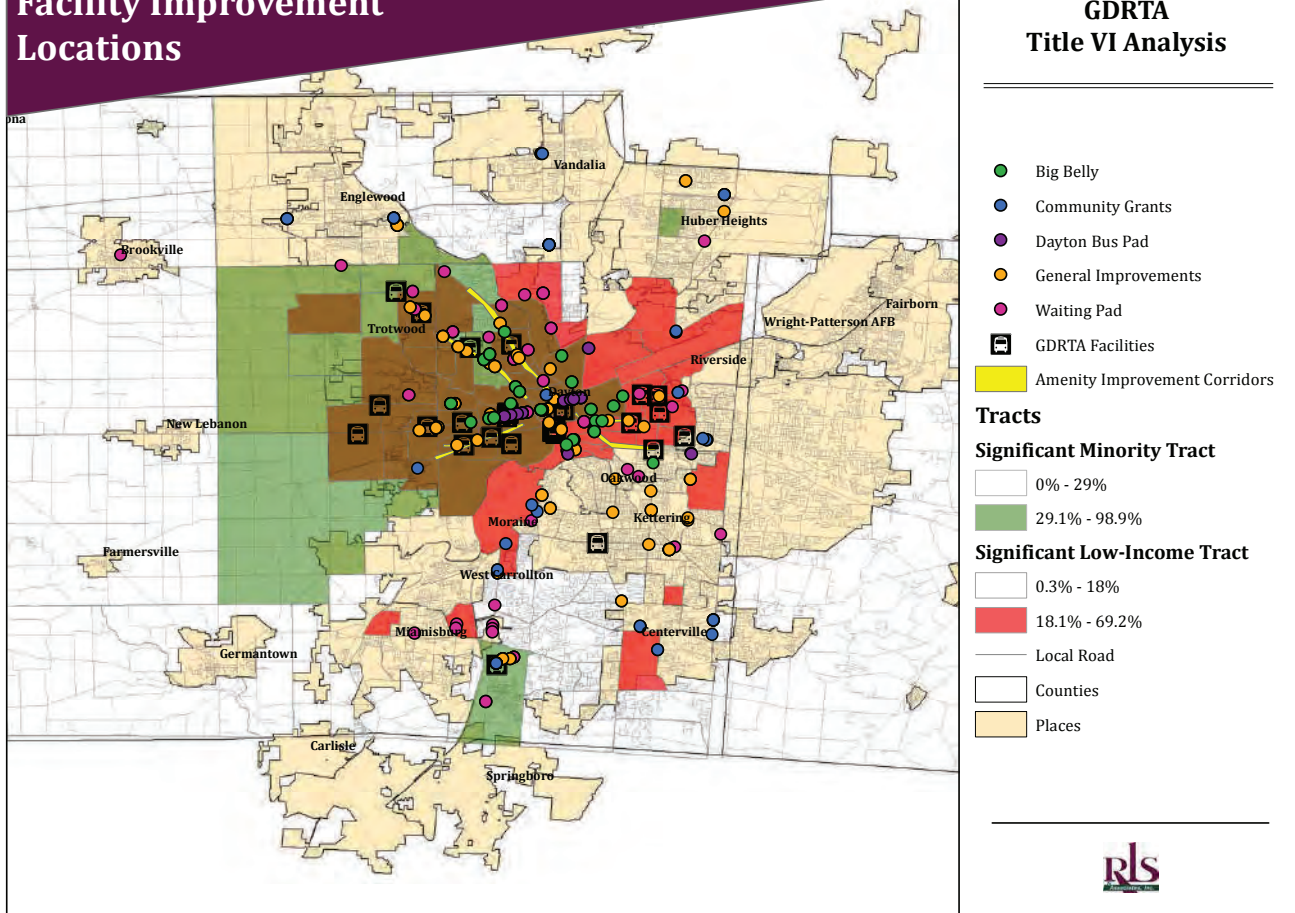 Facility Improvement
Locations
GDRTA
Title VI Analysis
Big Belly
Community Grants
Dayton Bus Pad
General Improvements
Waiting Pad
GDRTA Facilities
Amenity Improvement Corridors
Tracts
Significant Minority Tract
0% - 29%
29.1% - 98.9%
Significant Low-Income Tract
0.3% - 18%
18.1% - 69.2%
Local Road
Counties
Places
RLS
Associates, Inc.
ona
Vandalia
Englewood
Huber Heights
Brookville
Fairborn
Wright-Patterson AFB
Trotwood
Riverside
Dayton
New Lebanon
Oakwood
Moraine
Kettering
Farmersville
West Carrollton
Miamisburg
Centerville
Germantown
Carlisle
Springboro